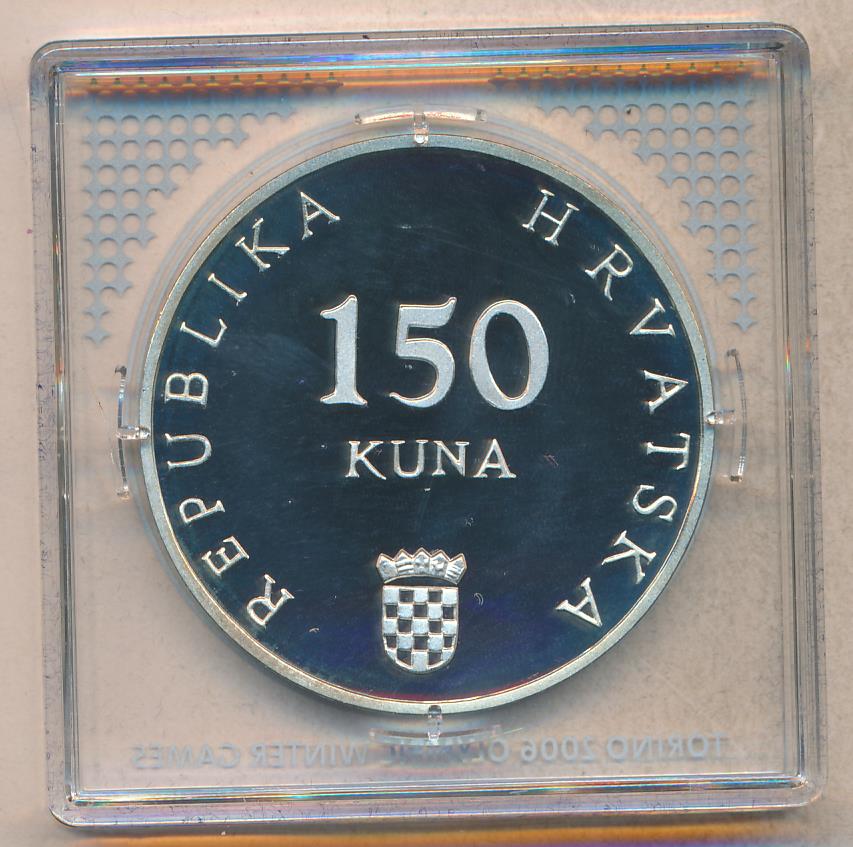 REPUBLIKA HRVATSKA
150
KUNA
TORINO 2006 OLYMPIC WINTER GAMES